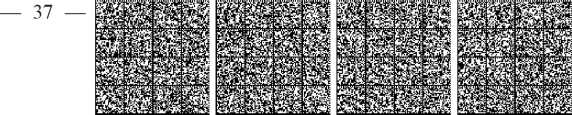 — 37 —